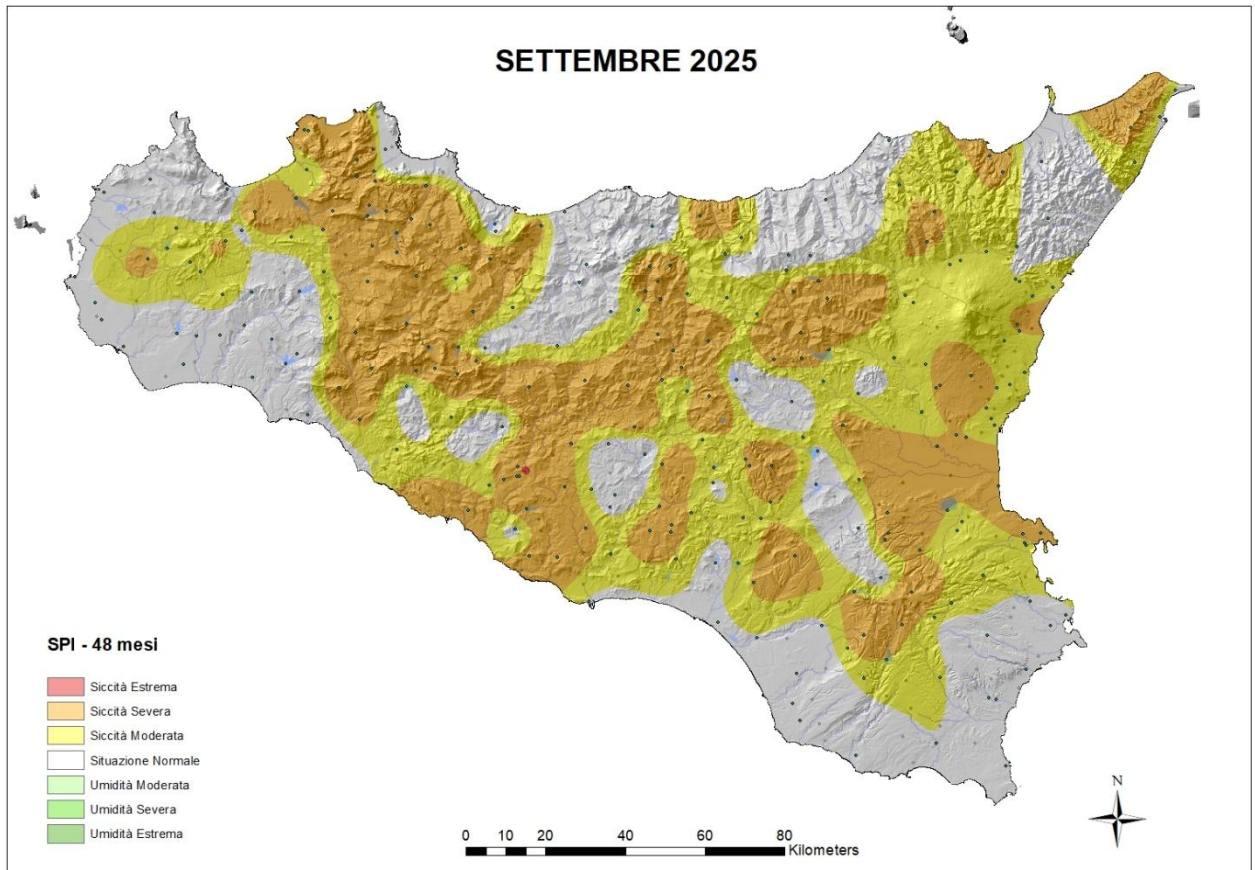 SETTEMBRE 2025
SPI - 48 mesi
Siccità Estrema
Siccità Severa
Siccità Moderata
Situazione Normale
Umidità Moderata
Umidità Severa
Umidità Estrema
N
0 10 20 40 60 80
Kilometers